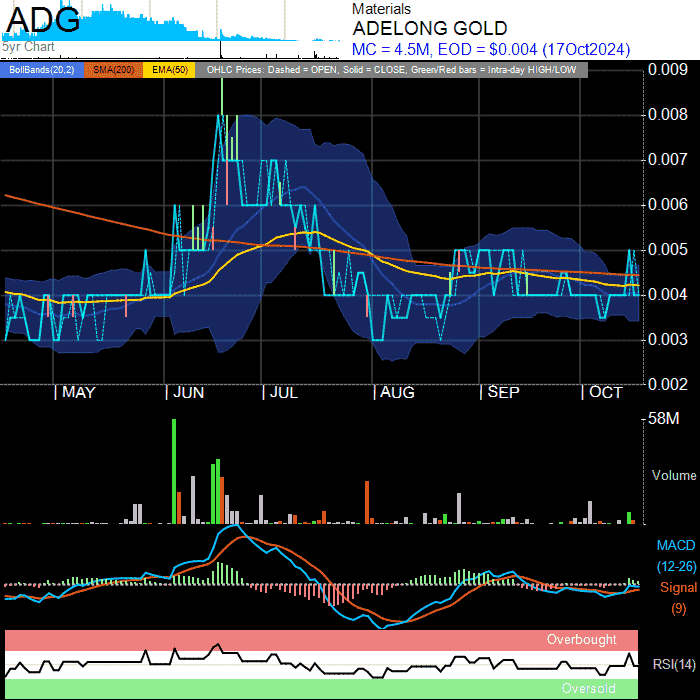 ADG
5yr Chart
Materials
ADELONG GOLD
MC = 4.5M, EOD = $0.004 (17Oct2024)
BollBands(20,2) SMA(200) EMA(50) OHLC Prices: Dashed = OPEN, Solid = CLOSE, Green/Red bars = Intra-day HIGH/LOW
0.009
0.008
0.007
0.006
0.005
0.004
0.003
0.002
| MAY | JUN | JUL | AUG | SEP | OCT
58M
Volume
MACD
(12-26)
Signal
(9)
Overbought
RSI(14)
Oversold